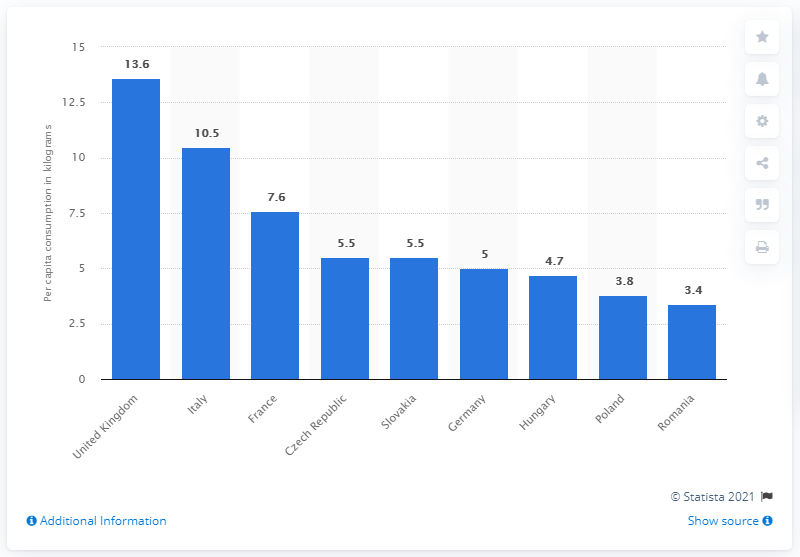 Per capita consumption in kilograms
15
12.5
10
7.5
5
2.5
0
13.6
10.5
7.6
5.5
5.5
5
4.7
3.8
3.4
United Kingdom
Italy
France
Czech Republic
Slovakia
Germany
Hungary
Poland
Romania
© Statista 2021
Additional Information
Show source